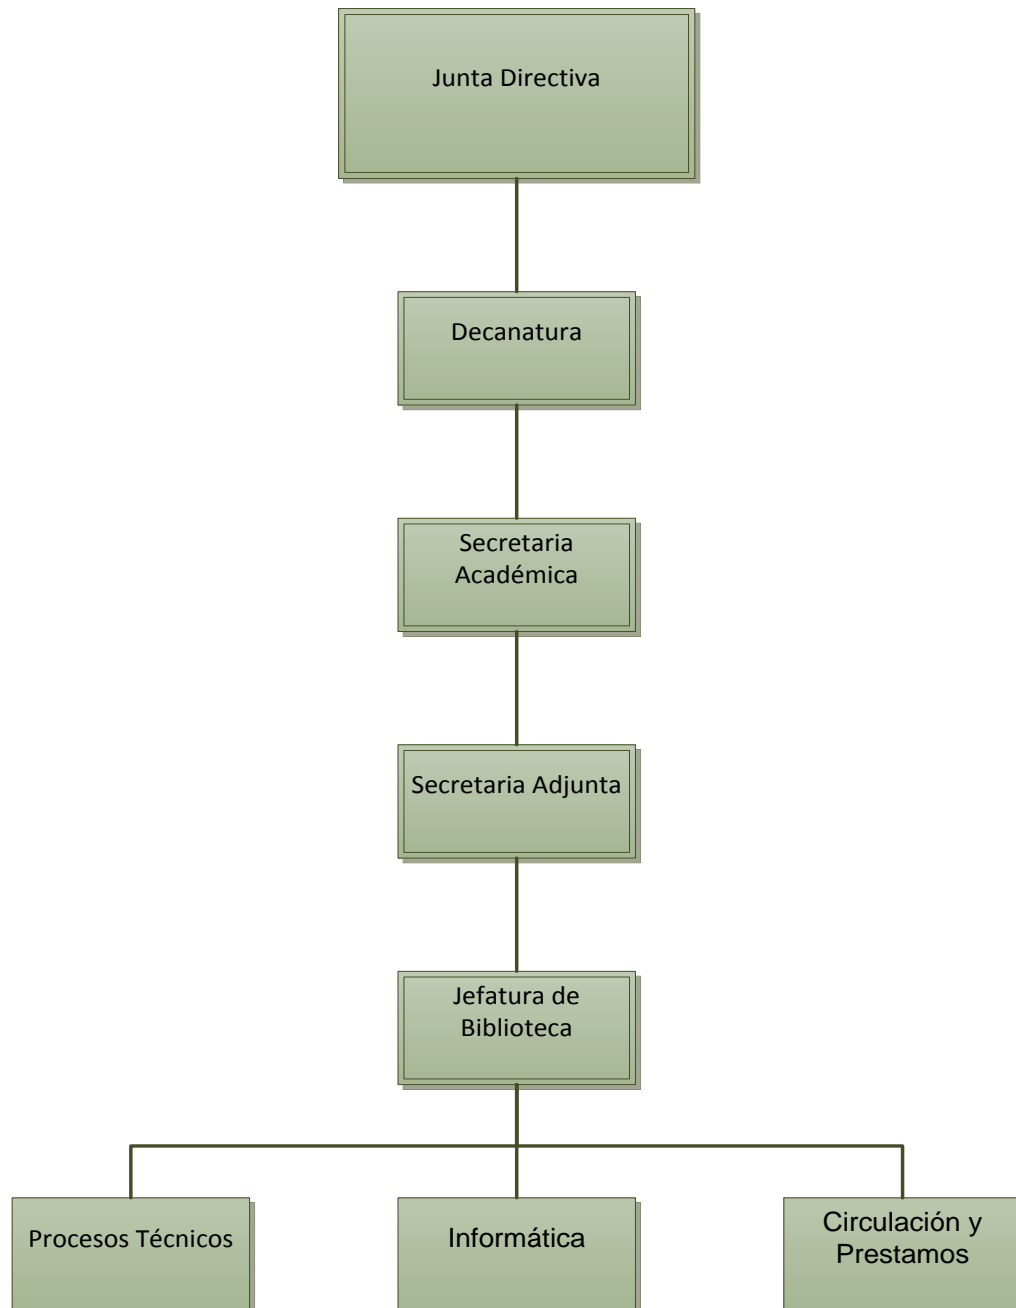 Junta Directiva
Decanatura
Secretaria
Académica
Secretaria Adjunta
Jefatura de
Biblioteca
Procesos Técnicos
Informática
Circulación y
Prestamos